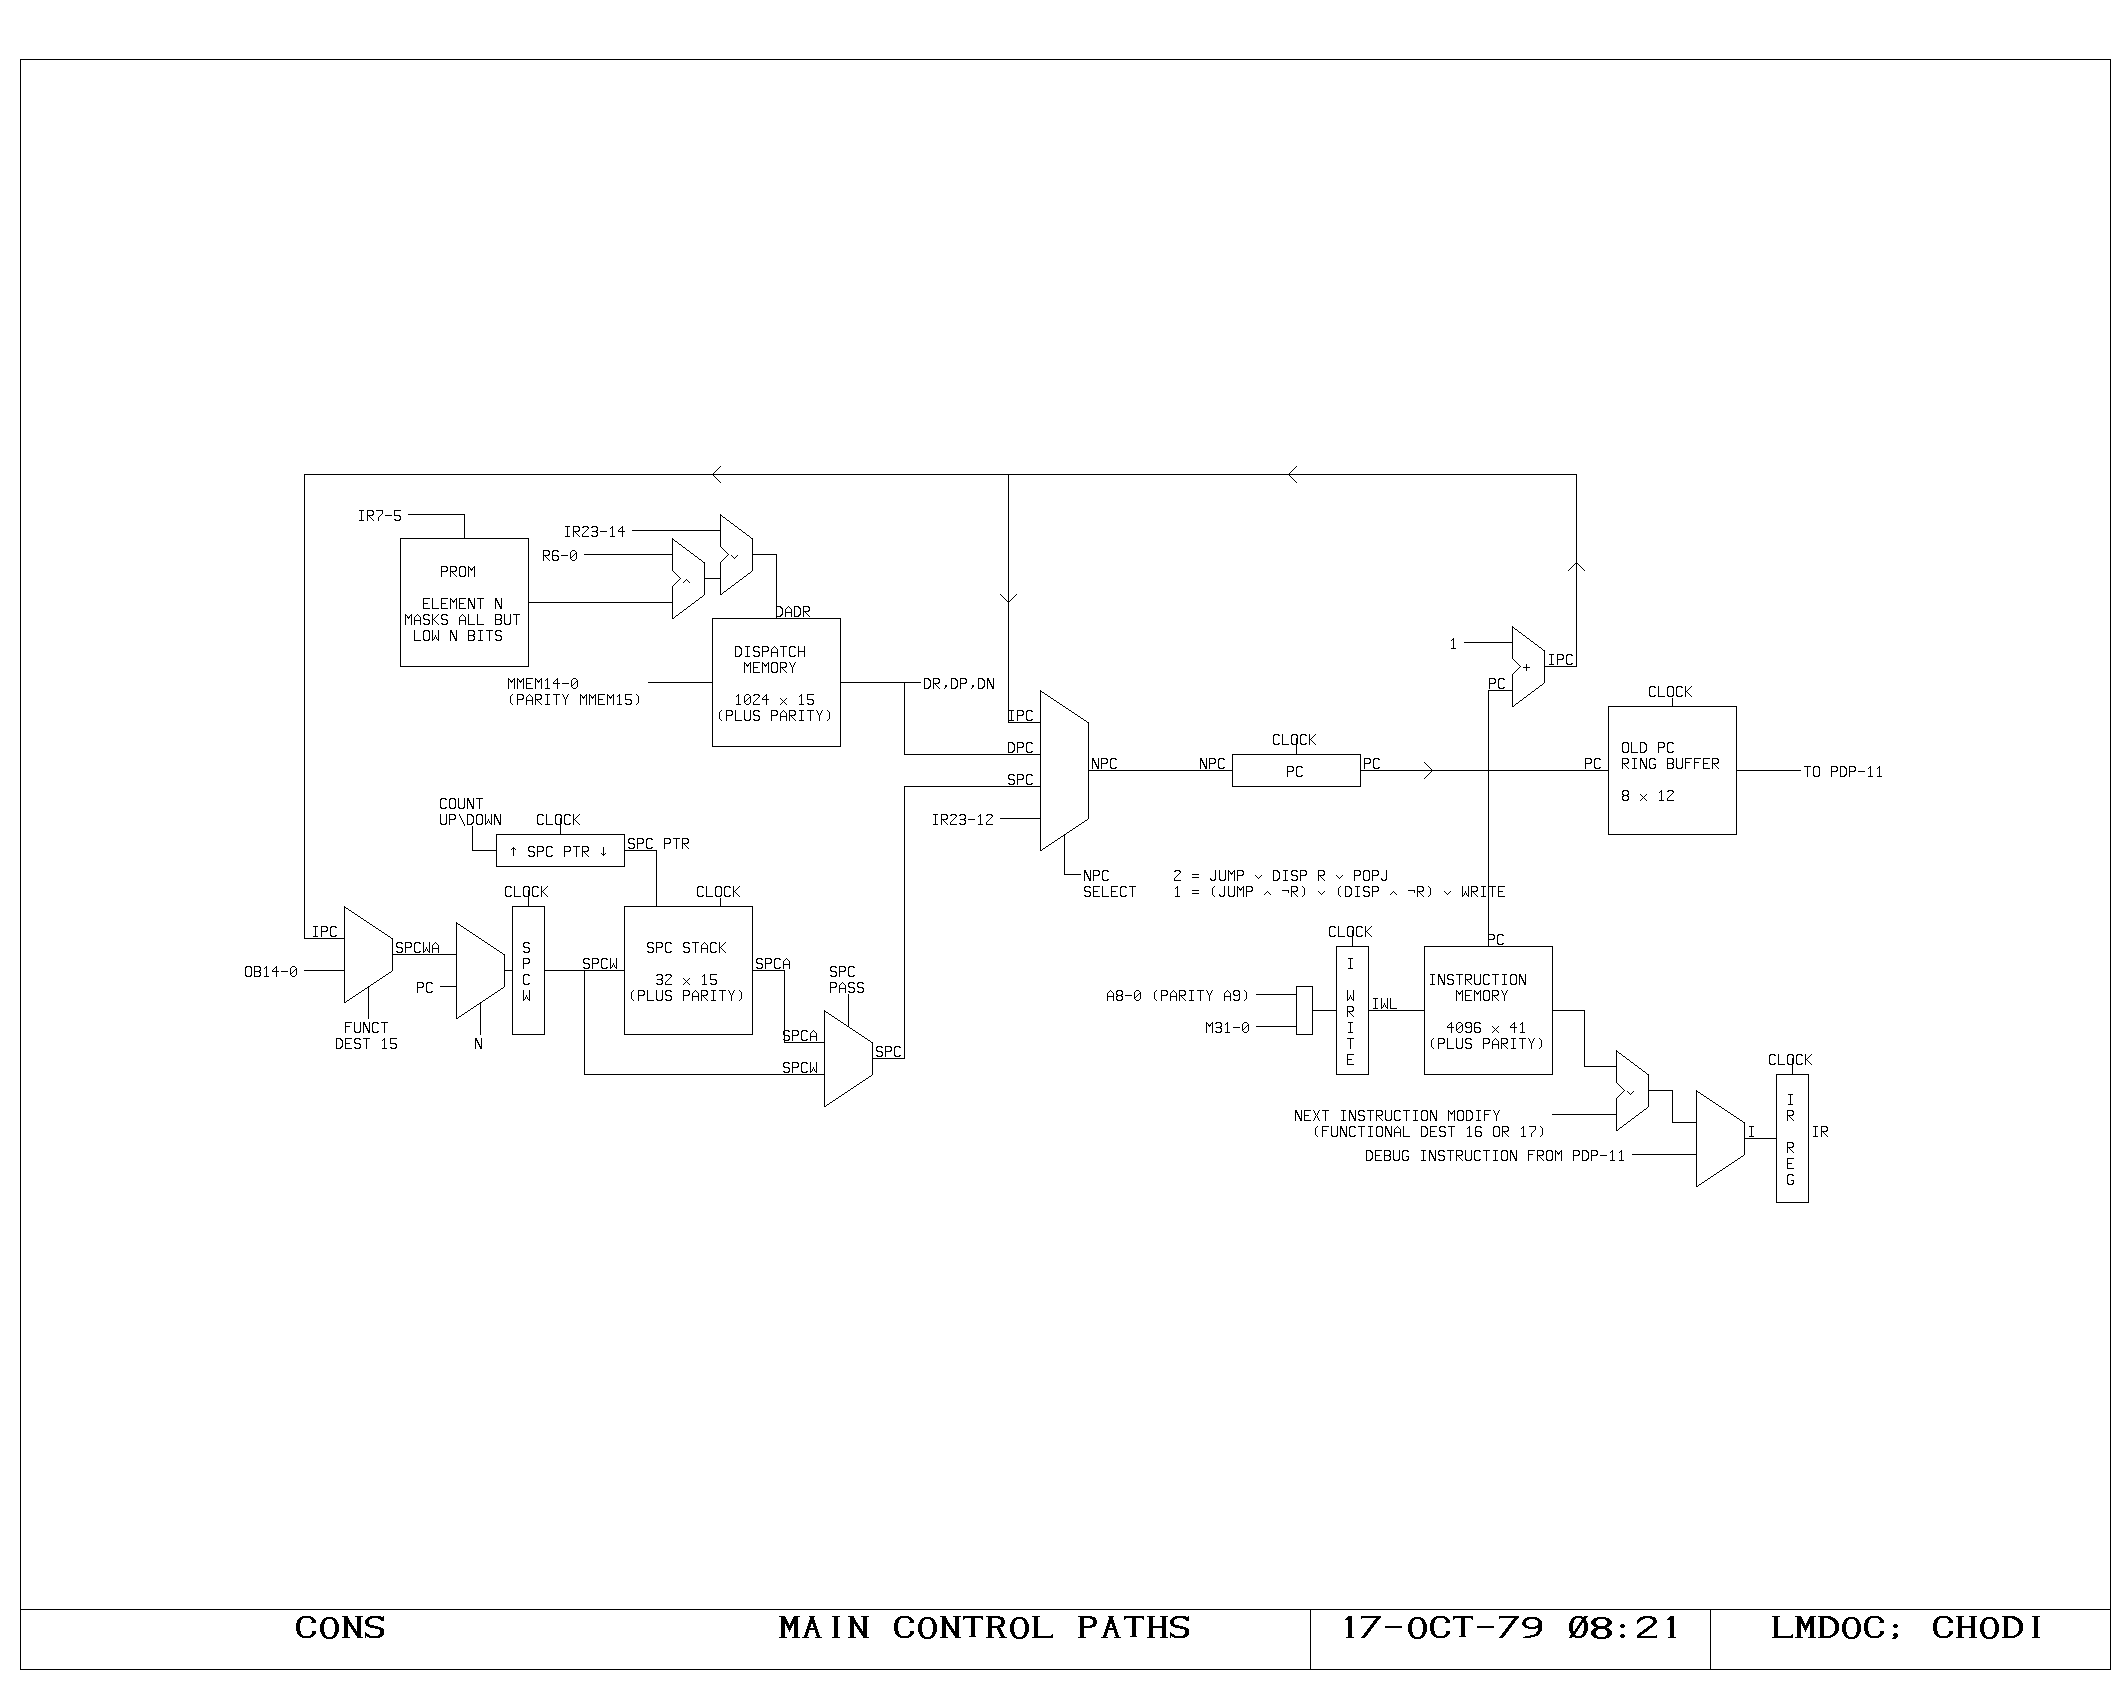 IR7-5
IR23-14
R6-0
PROM
ELEMENT N
MASKS ALL BUT
LOW N BITS
DADR
DISPATCH
MEMORY
1024 × 15
(PLUS PARITY)
MMEM14-0
(PARITY MMEM15)
DR,DP,DN
1
+
IPC
PC
IPC
DPC
SPC
IR23-12
NPC
NPC
CLOCK
PC
PC
PC
CLOCK
OLD PC
RING BUFFER
8 × 12
TO PDP-11
COUNT
UP\DOWN
CLOCK
↑ SPC PTR ↓
SPC PTR
NPC
SELECT
2 = JUMP ∨ DISP R ∨ POPJ
1 = (JUMP ∧ ¬R) ∨ (DISP ∧ ¬R) ∨ WRITE
IPC
OB14-0
SPCWA
PC
FUNCT
DEST 15
N
CLOCK
SPCW
SPCW
CLOCK
SPC STACK
32 × 15
(PLUS PARITY)
SPCA
SPC
PASS
SPCA
SPCW
SPC
A8-0 (PARITY A9)
M31-0
CLOCK
I WRITE
IWL
PC
INSTRUCTION
MEMORY
4096 × 41
(PLUS PARITY)
NEXT INSTRUCTION MODIFY
(FUNCTIONAL DEST 16 OR 17)
DEBUG INSTRUCTION FROM PDP-11
I
CLOCK
IR REG
IR
CONS
MAIN CONTROL PATHS
17-OCT-79 Ø8:21
LMDOC; CHODI